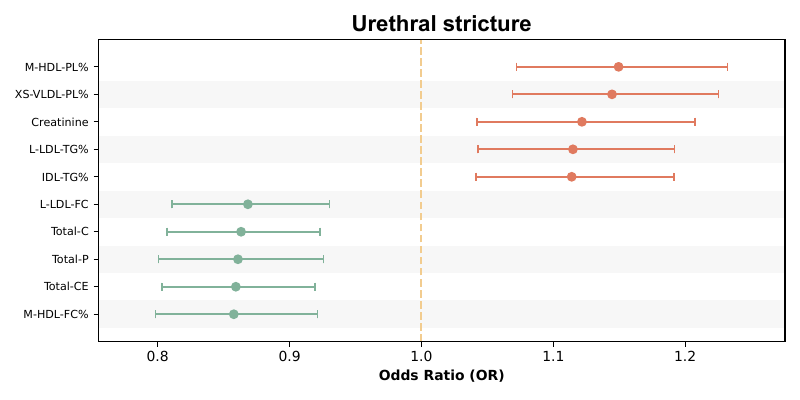 Urethral stricture
M-HDL-PL%
XS-VLDL-PL%
Creatinine
L-LDL-TG%
IDL-TG%
L-LDL-FC
Total-C
Total-P
Total-CE
M-HDL-FC%
0.8 0.9 1.0 1.1 1.2
Odds Ratio (OR)